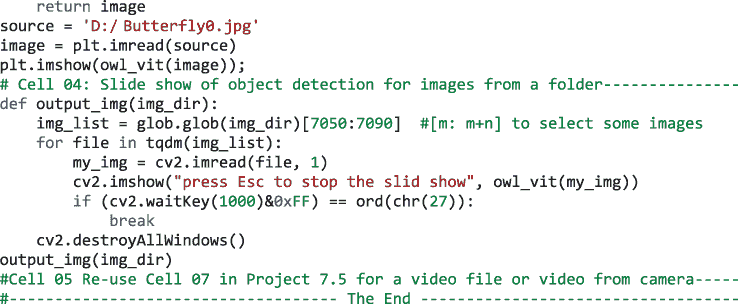 return image
source = 'D:/ Butterfly0.jpg'
image = plt.imread(source)
plt.imshow(owl_vit(image));
# Cell 04: Slide show of object detection for images from a folder---------------
def output_img(img_dir):
    img_list = glob.glob(img_dir)[7050:7090]  #[m: m+n] to select some images
    for file in tqdm(img_list):
        my_img = cv2.imread(file, 1)
        cv2.imshow("press Esc to stop the slid show", owl_vit(my_img))
        if (cv2.waitKey(1000)&0xFF) == ord(chr(27)):
            break
    cv2.destroyAllWindows()
output_img(img_dir)
#Cell 05 Re-use Cell 07 in Project 7.5 for a video file or video from camera-----
#----------------------------------- The End -----------------------------------